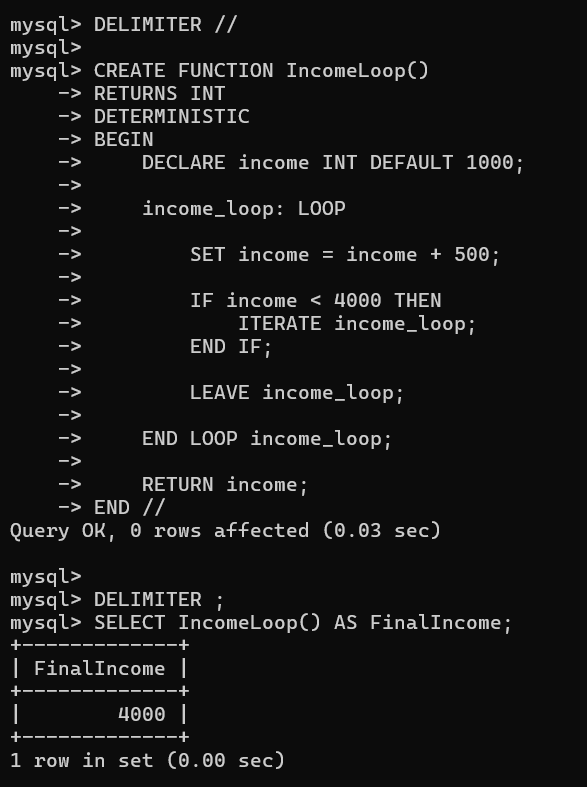 mysql> DELIMITER //
mysql>
mysql> CREATE FUNCTION IncomeLoop()
    -> RETURNS INT
    -> DETERMINISTIC
    -> BEGIN
    ->     DECLARE income INT DEFAULT 1000;
    ->
    ->     income_loop: LOOP
    ->
    ->         SET income = income + 500;
    ->
    ->         IF income < 4000 THEN
    ->             ITERATE income_loop;
    ->         END IF;
    ->
    ->         LEAVE income_loop;
    ->
    ->     END LOOP income_loop;
    ->
    ->     RETURN income;
    -> END //
Query OK, 0 rows affected (0.03 sec)

mysql>
mysql> DELIMITER ;
mysql> SELECT IncomeLoop() AS FinalIncome;
+-------------+
| FinalIncome |
+-------------+
|        4000 |
+-------------+
1 row in set (0.00 sec)